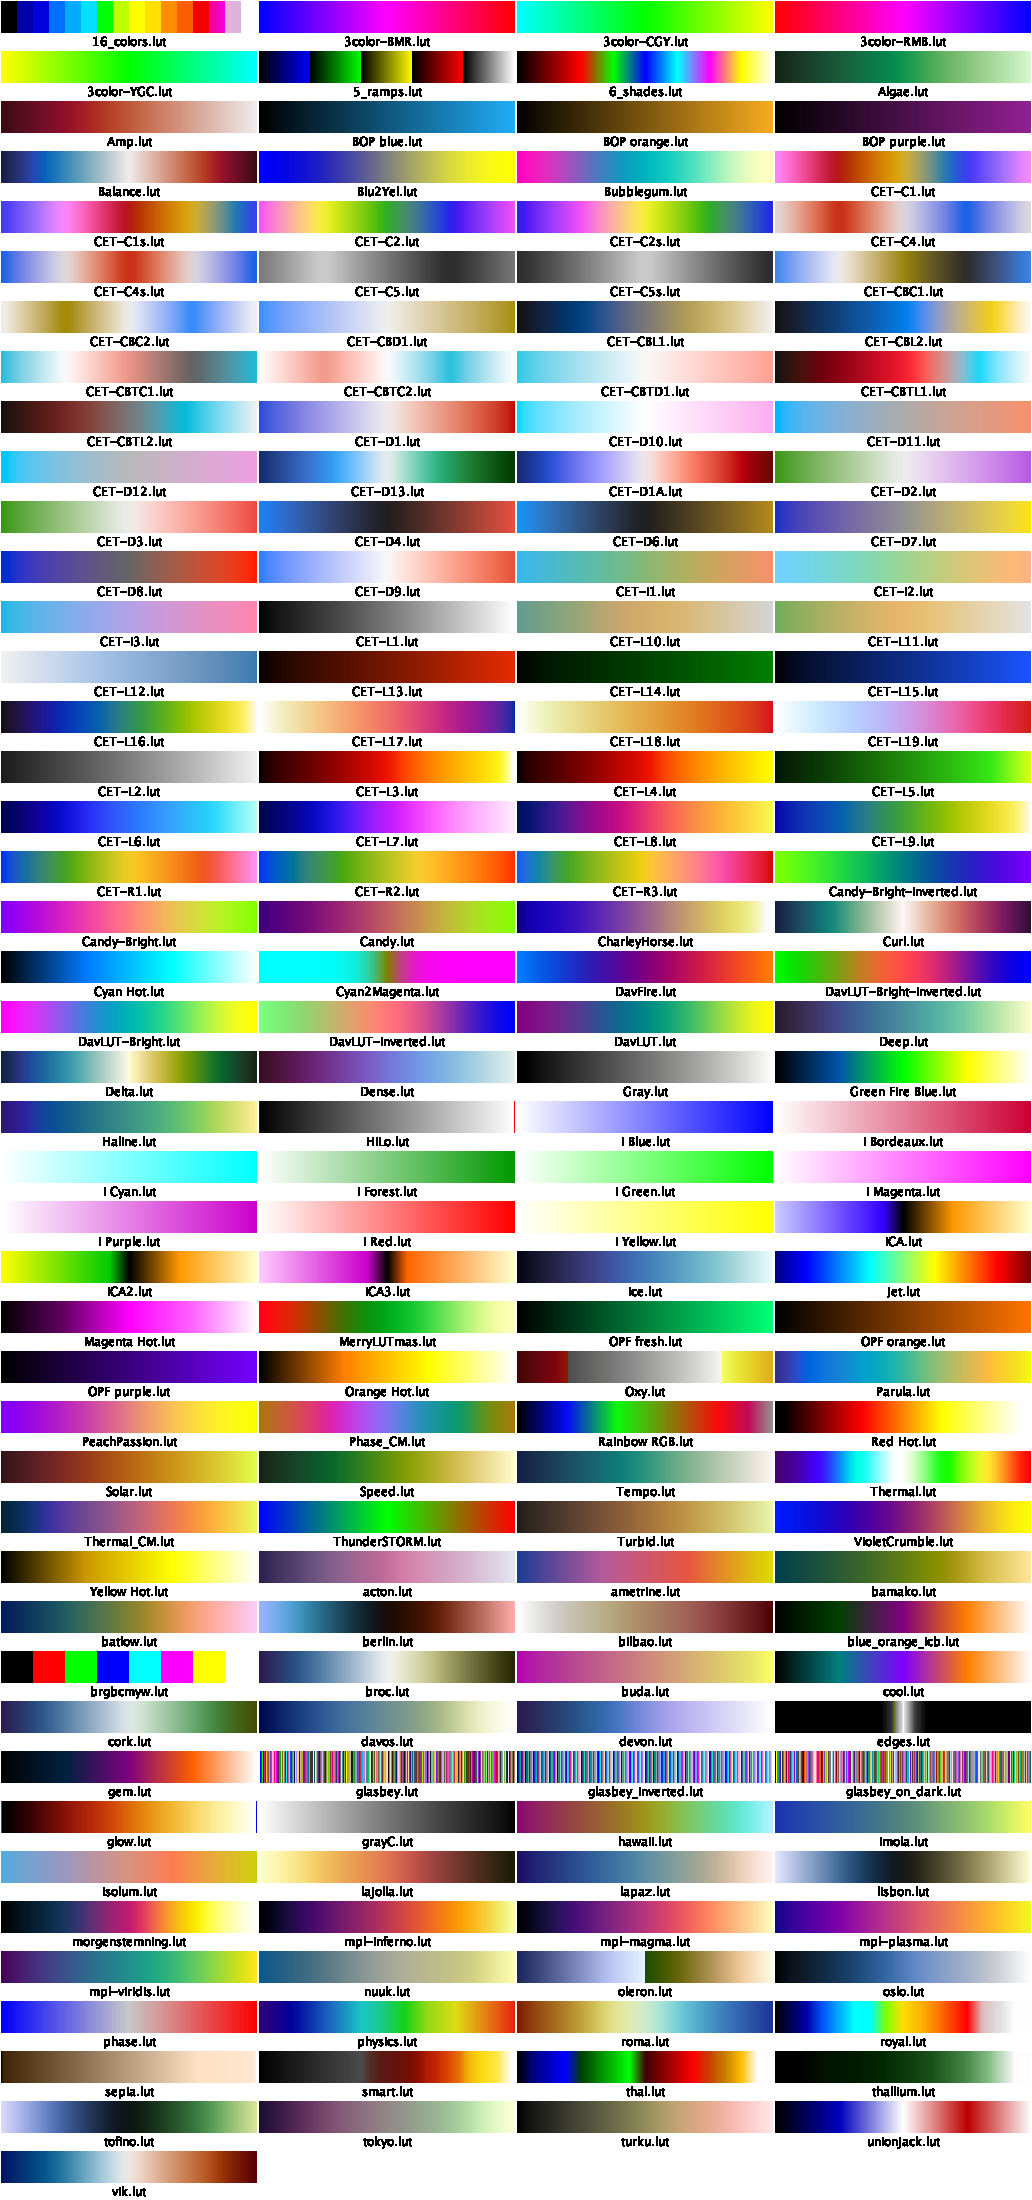 16_colors.lut 3color-BMR.lut 3color-CGY.lut 3color-RMB.lut
3color-YGC.lut 5_ramps.lut 6_shades.lut Algae.lut
Amp.lut BOP blue.lut BOP orange.lut BOP purple.lut
Balance.lut Blu2Yel.lut Bubblegum.lut CET-C1.lut
CET-C1s.lut CET-C2.lut CET-C2s.lut CET-C4.lut
CET-C4s.lut CET-C5.lut CET-C5s.lut CET-CBC1.lut
CET-CBC2.lut CET-CBD1.lut CET-CBL1.lut CET-CBL2.lut
CET-CBTC1.lut CET-CBTC2.lut CET-CBTD1.lut CET-CBTL1.lut
CET-CBTL2.lut CET-D1.lut CET-D10.lut CET-D11.lut
CET-D12.lut CET-D13.lut CET-D1A.lut CET-D2.lut
CET-D3.lut CET-D4.lut CET-D6.lut CET-D7.lut
CET-D8.lut CET-D9.lut CET-I1.lut CET-I2.lut
CET-I3.lut CET-L1.lut CET-L10.lut CET-L11.lut
CET-L12.lut CET-L13.lut CET-L14.lut CET-L15.lut
CET-L16.lut CET-L17.lut CET-L18.lut CET-L19.lut
CET-L2.lut CET-L3.lut CET-L4.lut CET-L5.lut
CET-L6.lut CET-L7.lut CET-L8.lut CET-L9.lut
CET-R1.lut CET-R2.lut CET-R3.lut Candy-Bright-Inverted.lut
Candy-Bright.lut Candy.lut CharleyHorse.lut Curl.lut
Cyan Hot.lut Cyan2Magenta.lut DavFire.lut DavLUT-Bright-Inverted.lut
DavLUT-Bright.lut DavLUT-Inverted.lut DavLUT.lut Deep.lut
Delta.lut Dense.lut Gray.lut Green Fire Blue.lut
Haline.lut HiLo.lut I Blue.lut I Bordeaux.lut
I Cyan.lut I Forest.lut I Green.lut I Magenta.lut
I Purple.lut I Red.lut I Yellow.lut ICA.lut
ICA2.lut ICA3.lut Ice.lut Jet.lut
Magenta Hot.lut MerryLUTmas.lut OPF fresh.lut OPF orange.lut
OPF purple.lut Orange Hot.lut Oxy.lut Parula.lut
PeachPassion.lut Phase_CM.lut Rainbow RGB.lut Red Hot.lut
Solar.lut Speed.lut Tempo.lut Thermal.lut
Thermal_CM.lut ThunderSTORM.lut Turbid.lut VioletCrumble.lut
Yellow Hot.lut acton.lut ametrine.lut bamako.lut
batlow.lut berlin.lut bilbao.lut blue_orange_icb.lut
brgbcmyw.lut broc.lut buda.lut cool.lut
cork.lut davos.lut devon.lut edges.lut
gem.lut glasbey.lut glasbey_inverted.lut glasbey_on_dark.lut
glow.lut grayC.lut hawaii.lut imola.lut
isolum.lut lajolla.lut lapaz.lut lisbon.lut
morgenstemning.lut mpl-inferno.lut mpl-magma.lut mpl-plasma.lut
mpl-viridis.lut nuuk.lut oleron.lut oslo.lut
phase.lut physics.lut roma.lut royal.lut
sepia.lut smart.lut thal.lut thallium.lut
tofino.lut tokyo.lut turku.lut unionjack.lut
vik.lut